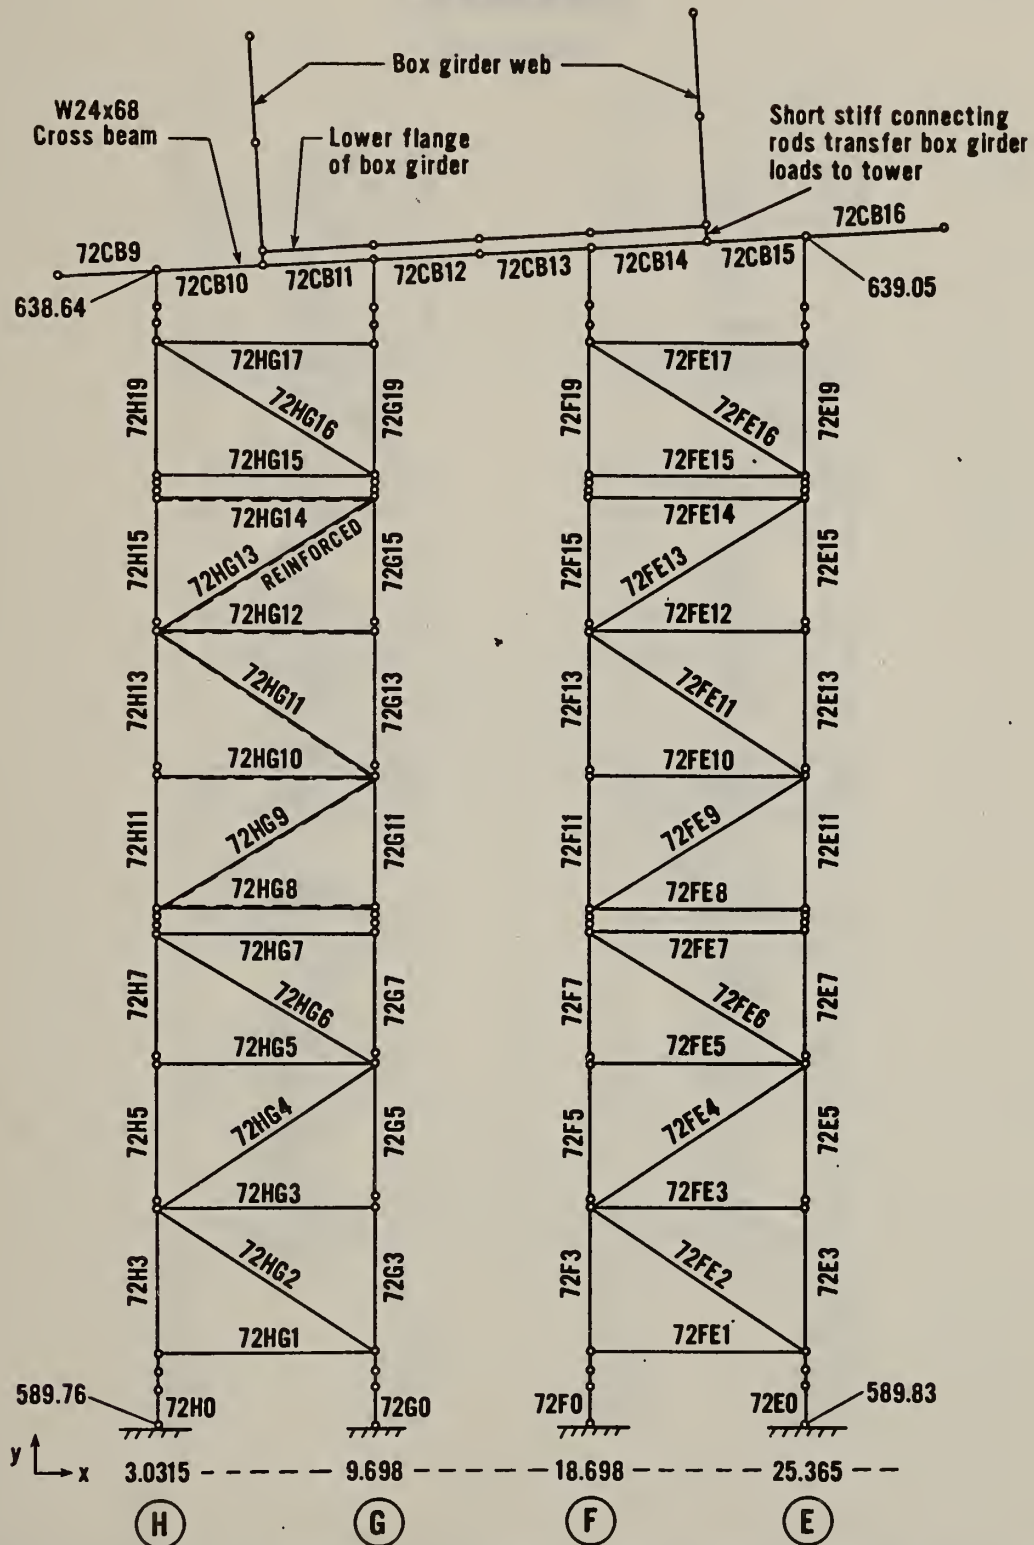 Box girder web
W24x68
Cross beam
Lower flange
of box girder
Short stiff connecting
rods transfer box girder
loads to tower
72CB9
72CB10
72CB11
72CB12
72CB13
72CB14
72CB15
72CB16
638.64
639.05
72HG17
72FE17
72H19
72HG16
72G19
72F19
72FE16
72E19
72HG15
72FE15
72HG14
72FE14
72H15
72HG13
REINFORCED
72G15
72F15
72FE13
72E15
72HG12
72FE12
72H13
72HG11
72G13
72F13
72FE11
72E13
72HG10
72FE10
72H11
72HG9
72G11
72F11
72FE9
72E11
72HG8
72FE8
72HG7
72FE7
72H7
72HG6
72G7
72F7
72FE6
72E7
72HG5
72FE5
72H5
72HG4
72G5
72F5
72FE4
72E5
72HG3
72FE3
72H3
72HG2
72G3
72F3
72FE2
72E3
72HG1
72FE1
589.76
72H0
72G0
72F0
72E0
589.83
y
x
3.0315
9.698
18.698
25.365
H
G
F
E